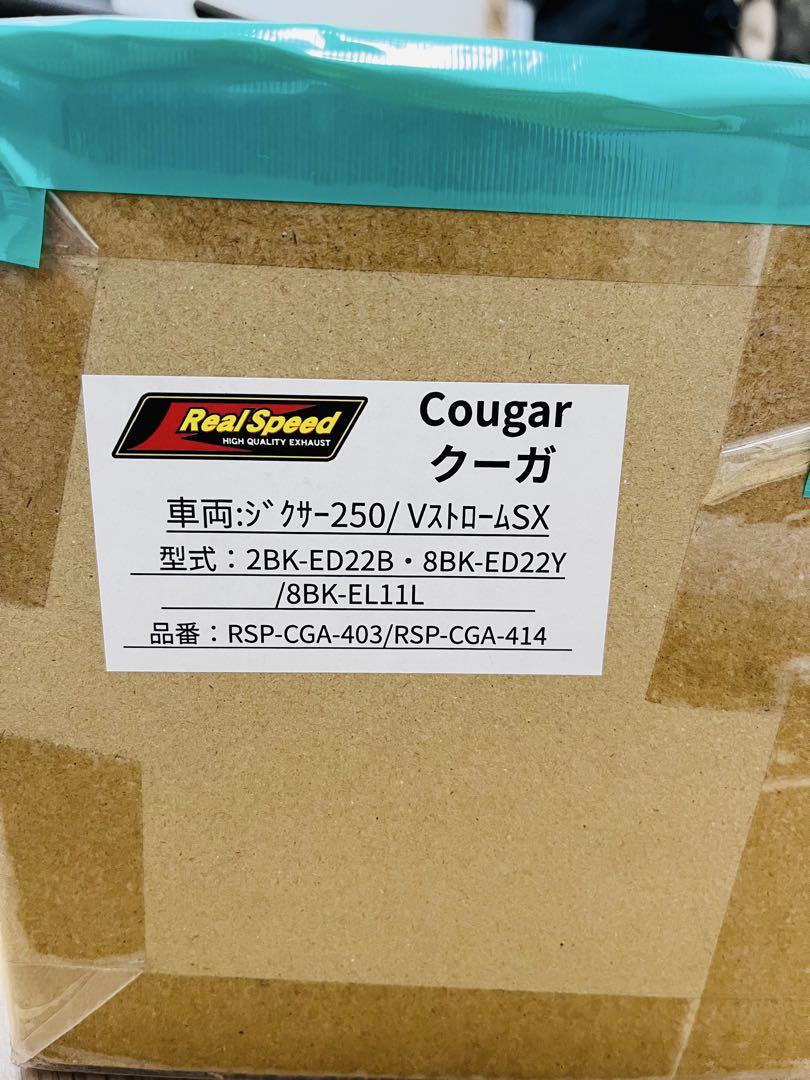 Real Speed
HIGH QUALITY EXHAUST
Cougar
クーガ
車両:ｼﾞｸｻｰ250/ VｽﾄﾛｰﾑSX
型式：2BK-ED22B・8BK-ED22Y
/8BK-EL11L
品番：RSP-CGA-403/RSP-CGA-414